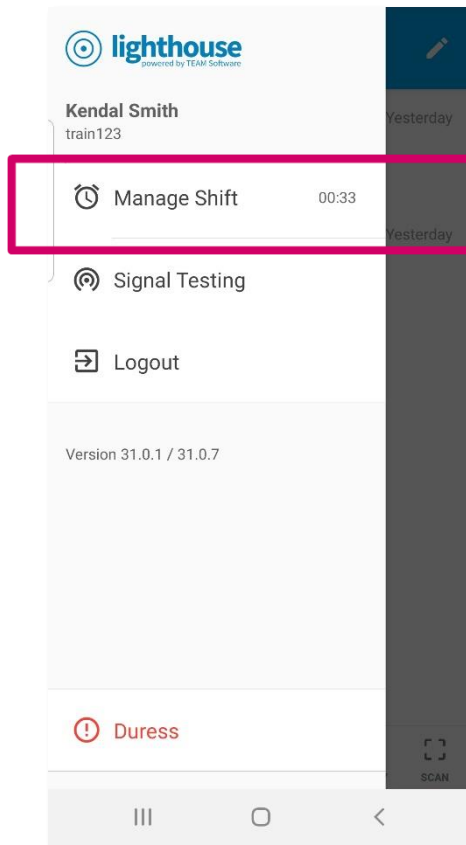 lighthouse
powered by TEAM Software
Kendal Smith
train123
Yesterday
Manage Shift 00:33
Yesterday
Signal Testing
Logout
Version 31.0.1 / 31.0.7
Duress
SCAN